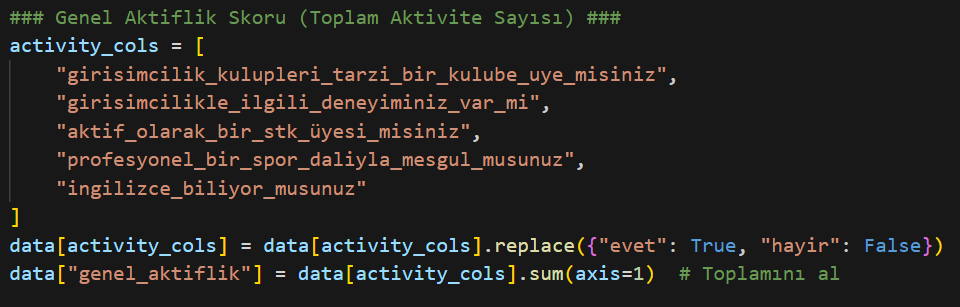 ### Genel Aktiflik Skoru (Toplam Aktivite Sayısı) ###
activity_cols = [
    "girisimcilik_kulupleri_tarzi_bir_kulube_uye_misiniz",
    "girisimcilikle_ilgili_deneyiminiz_var_mi",
    "aktif_olarak_bir_stk_üyesi_misiniz",
    "profesyonel_bir_spor_daliyla_mesgul_musunuz",
    "ingilizce_biliyor_musunuz"
]
data[activity_cols] = data[activity_cols].replace({"evet": True, "hayir": False})
data["genel_aktiflik"] = data[activity_cols].sum(axis=1)  # Toplamını al